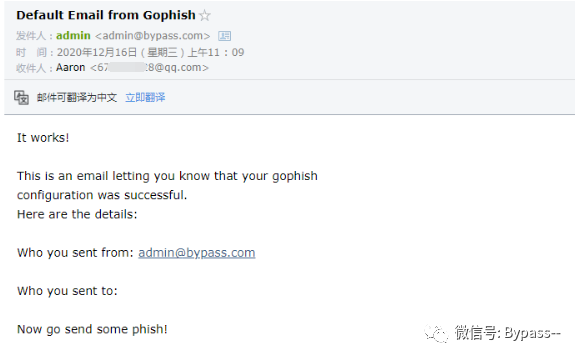 Default Email from Gophish
发件人：admin <admin@bypass.com>
时 间：2020年12月16日（星期三）上午11：09
收件人：Aaron <67 8@qq.com>
邮件可翻译为中文 立即翻译
It works!
This is an email letting you know that your gophish
configuration was successful.
Here are the details:
Who you sent from: admin@bypass.com
Who you sent to:
Now go send some phish!
微信号: Bypass--